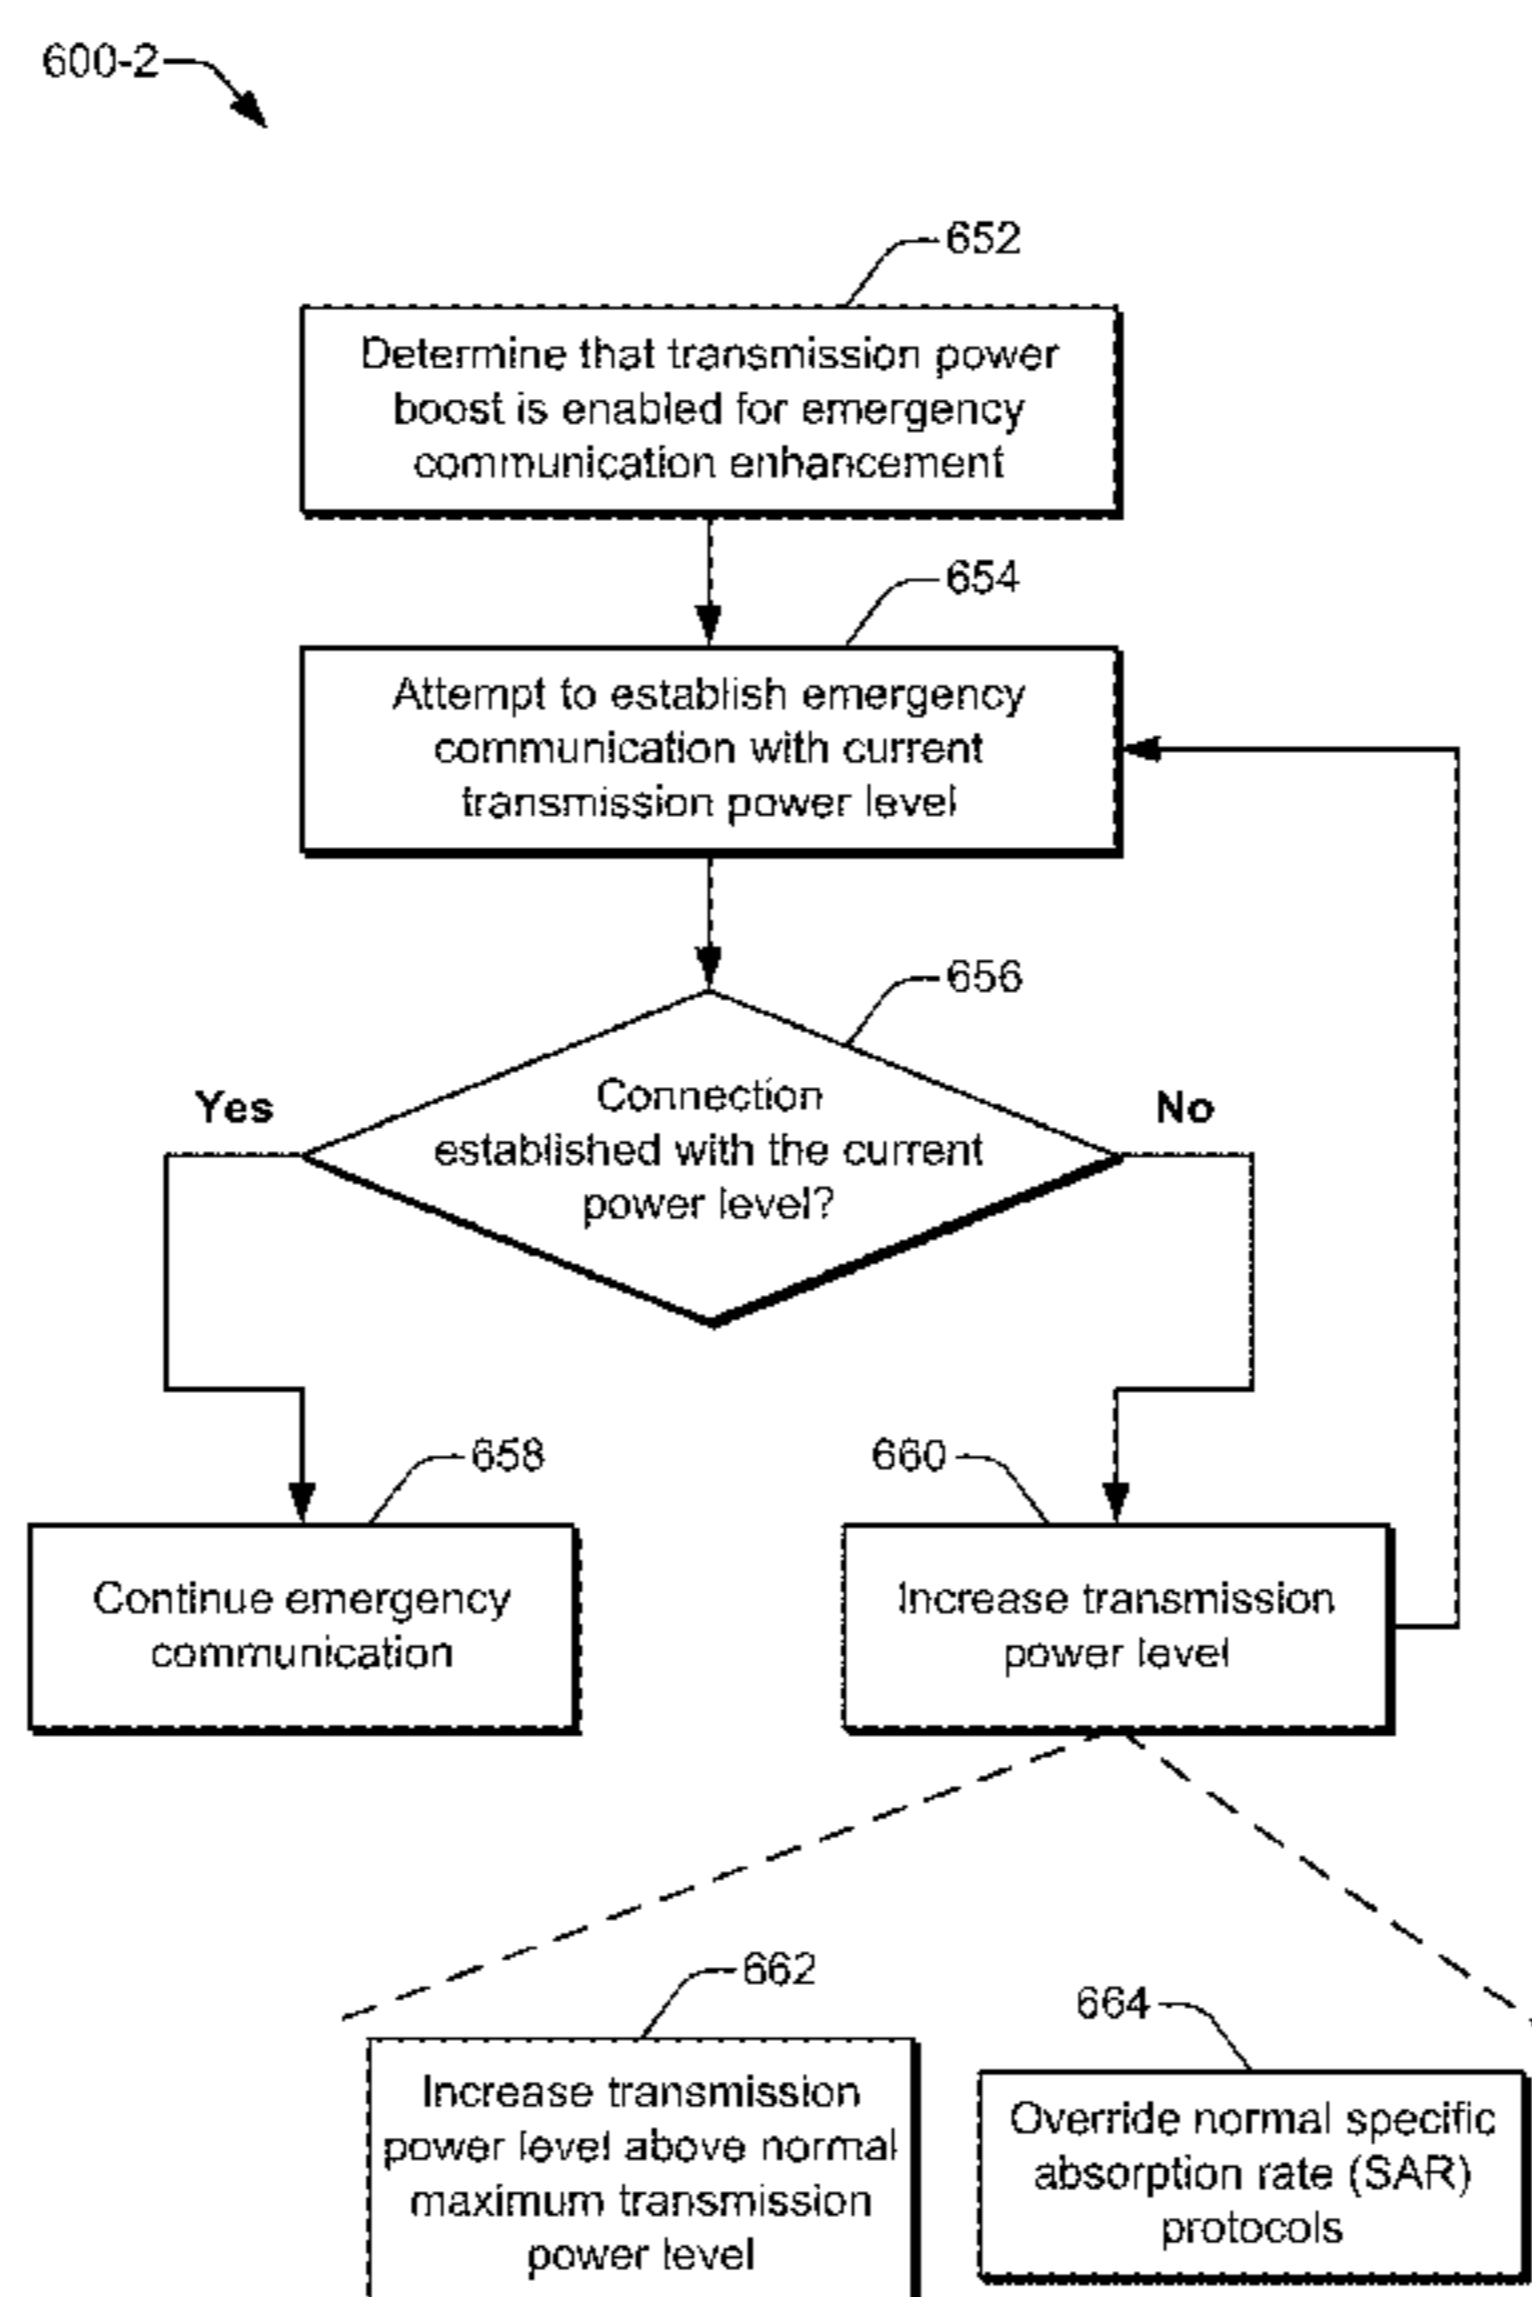 600-2
652
Determine that transmission power
boost is enabled for emergency
communication enhancement
654
Attempt to establish emergency
communication with current
transmission power level
656
Connection
established with the current
power level?
Yes
No
658
Continue emergency
communication
660
Increase transmission
power level
662
Increase transmission
power level above normal
maximum transmission
power level
664
Override normal specific
absorption rate (SAR)
protocols